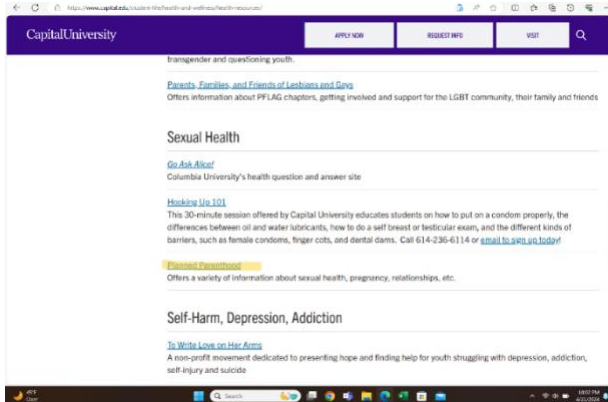 https://www.capital.edu/student-life/health-and-wellness/health-resources/
CapitalUniversity
APPLY NOW
REQUEST INFO
VISIT
transgender and questioning youth.
Parents, Families, and Friends of Lesbians and Gays
Offers information about PFLAG chapters, getting involved and support for the LGBT community, their family and friends
Sexual Health
Go Ask Alice!
Columbia University's health question and answer site
Hooking Up 101
This 30-minute session offered by Capital University educates students on how to put on a condom properly, the
differences between oil and water lubricants, how to do a self breast or testicular exam, and the different kinds of
barriers, such as female condoms, finger cots, and dental dams. Call 614-236-6114 or email to sign up today!
Planned Parenthood
Offers a variety of information about sexual health, pregnancy, relationships, etc.
Self-Harm, Depression, Addiction
To Write Love on Her Arms
A non-profit movement dedicated to presenting hope and finding help for youth struggling with depression, addiction,
self-injury and suicide
Clear
Search
10:02 PM